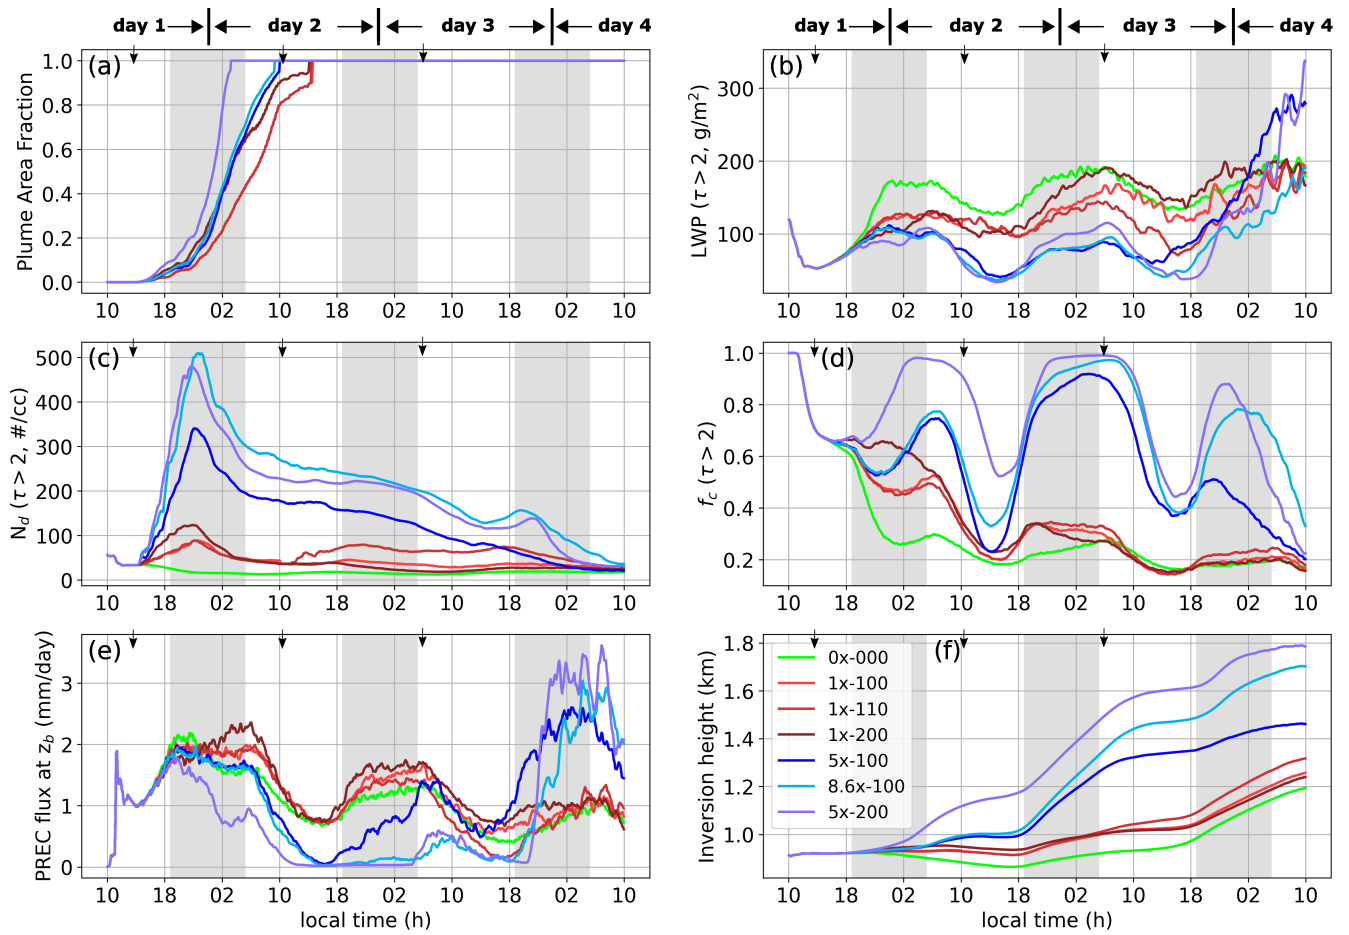 day 1 day 2 day 3 day 4
day 1 day 2 day 3 day 4
(a)
Plume Area Fraction
1.0
0.8
0.6
0.4
0.2
0.0
10 18 02 10 18 02 10 18 02 10
(b)
LWP (τ > 2, g/m²)
300
200
100
10 18 02 10 18 02 10 18 02 10
(c)
N_d (τ > 2, #/cc)
500
400
300
200
100
0
10 18 02 10 18 02 10 18 02 10
(d)
f_c (τ > 2)
1.0
0.8
0.6
0.4
0.2
10 18 02 10 18 02 10 18 02 10
(e)
PREC flux at z_b (mm/day)
3
2
1
0
10 18 02 10 18 02 10 18 02 10
local time (h)
(f)
Inversion height (km)
1.8
1.6
1.4
1.2
1.0
0x-000
1x-100
1x-110
1x-200
5x-100
8.6x-100
5x-200
10 18 02 10 18 02 10 18 02 10
local time (h)